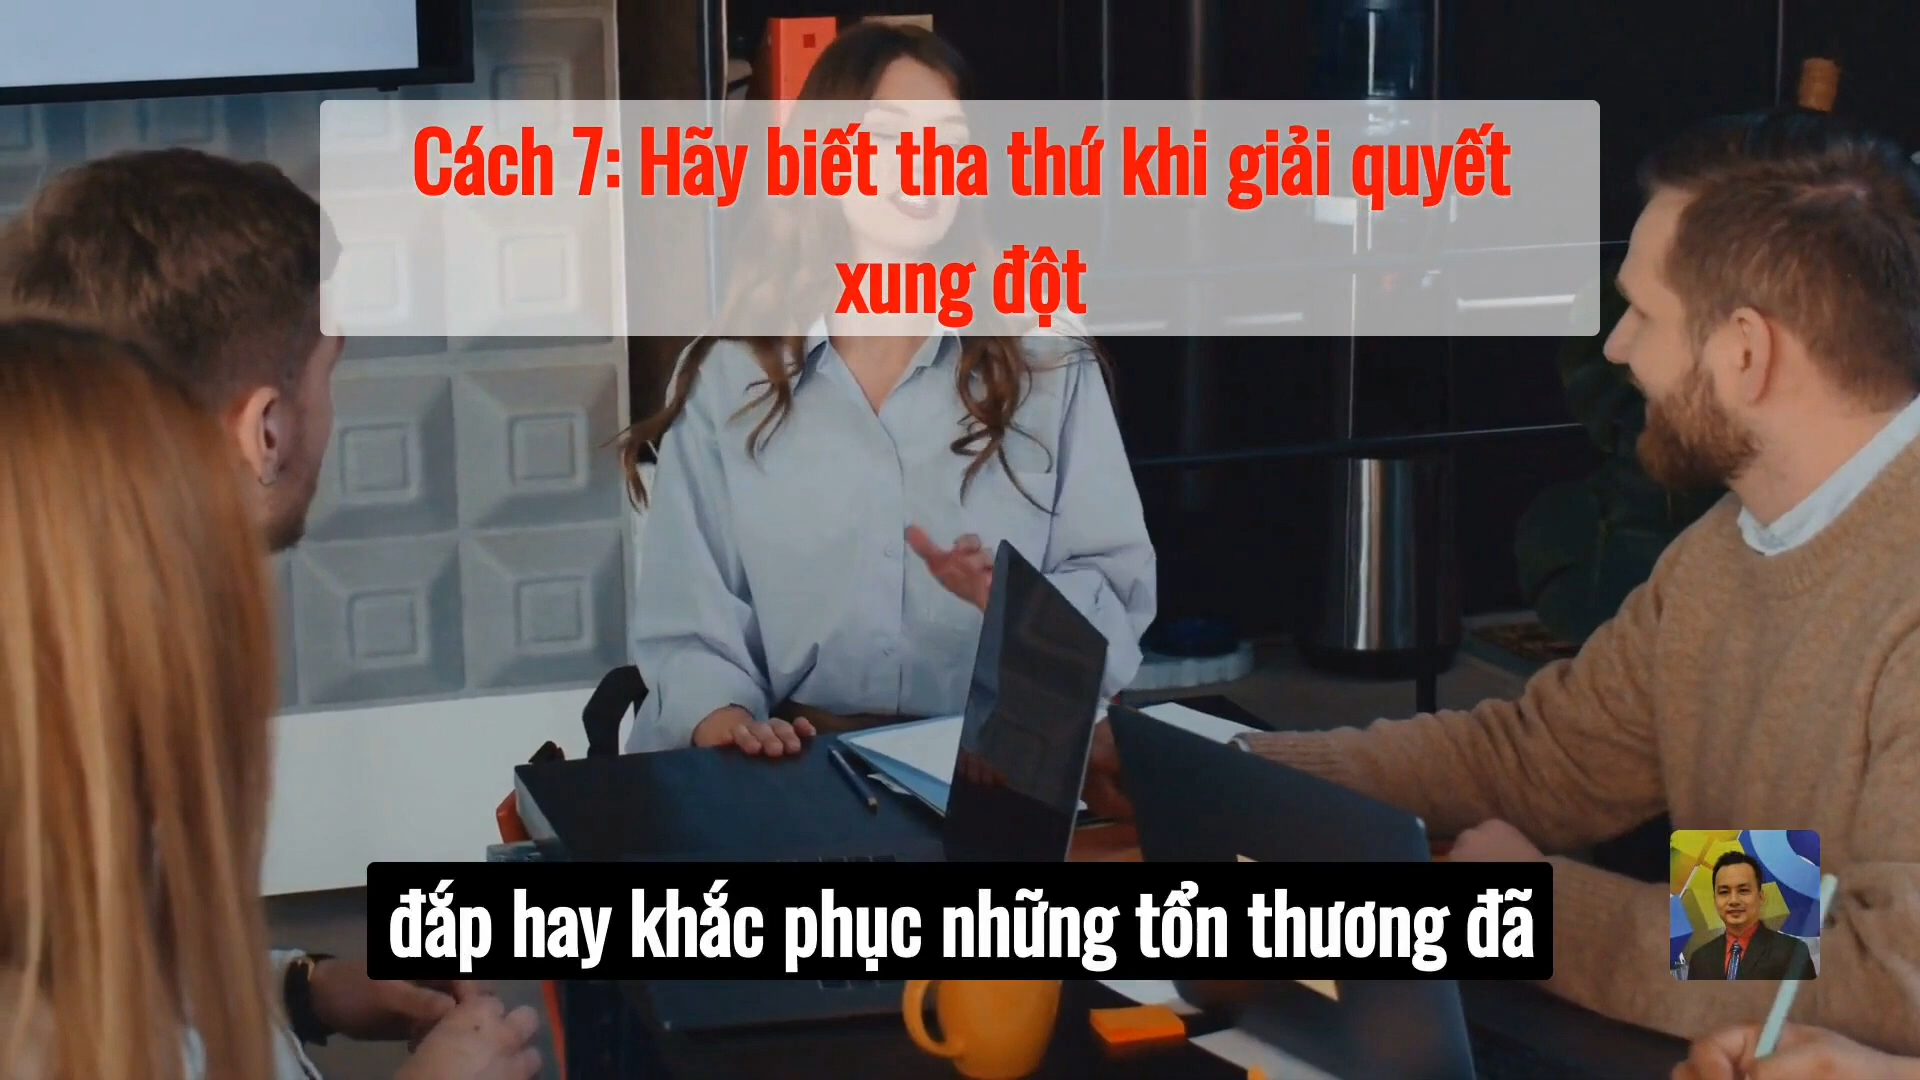 Cách 7: Hãy biết tha thứ khi giải quyết
xung đột
đắp hay khắc phục những tổn thương đã